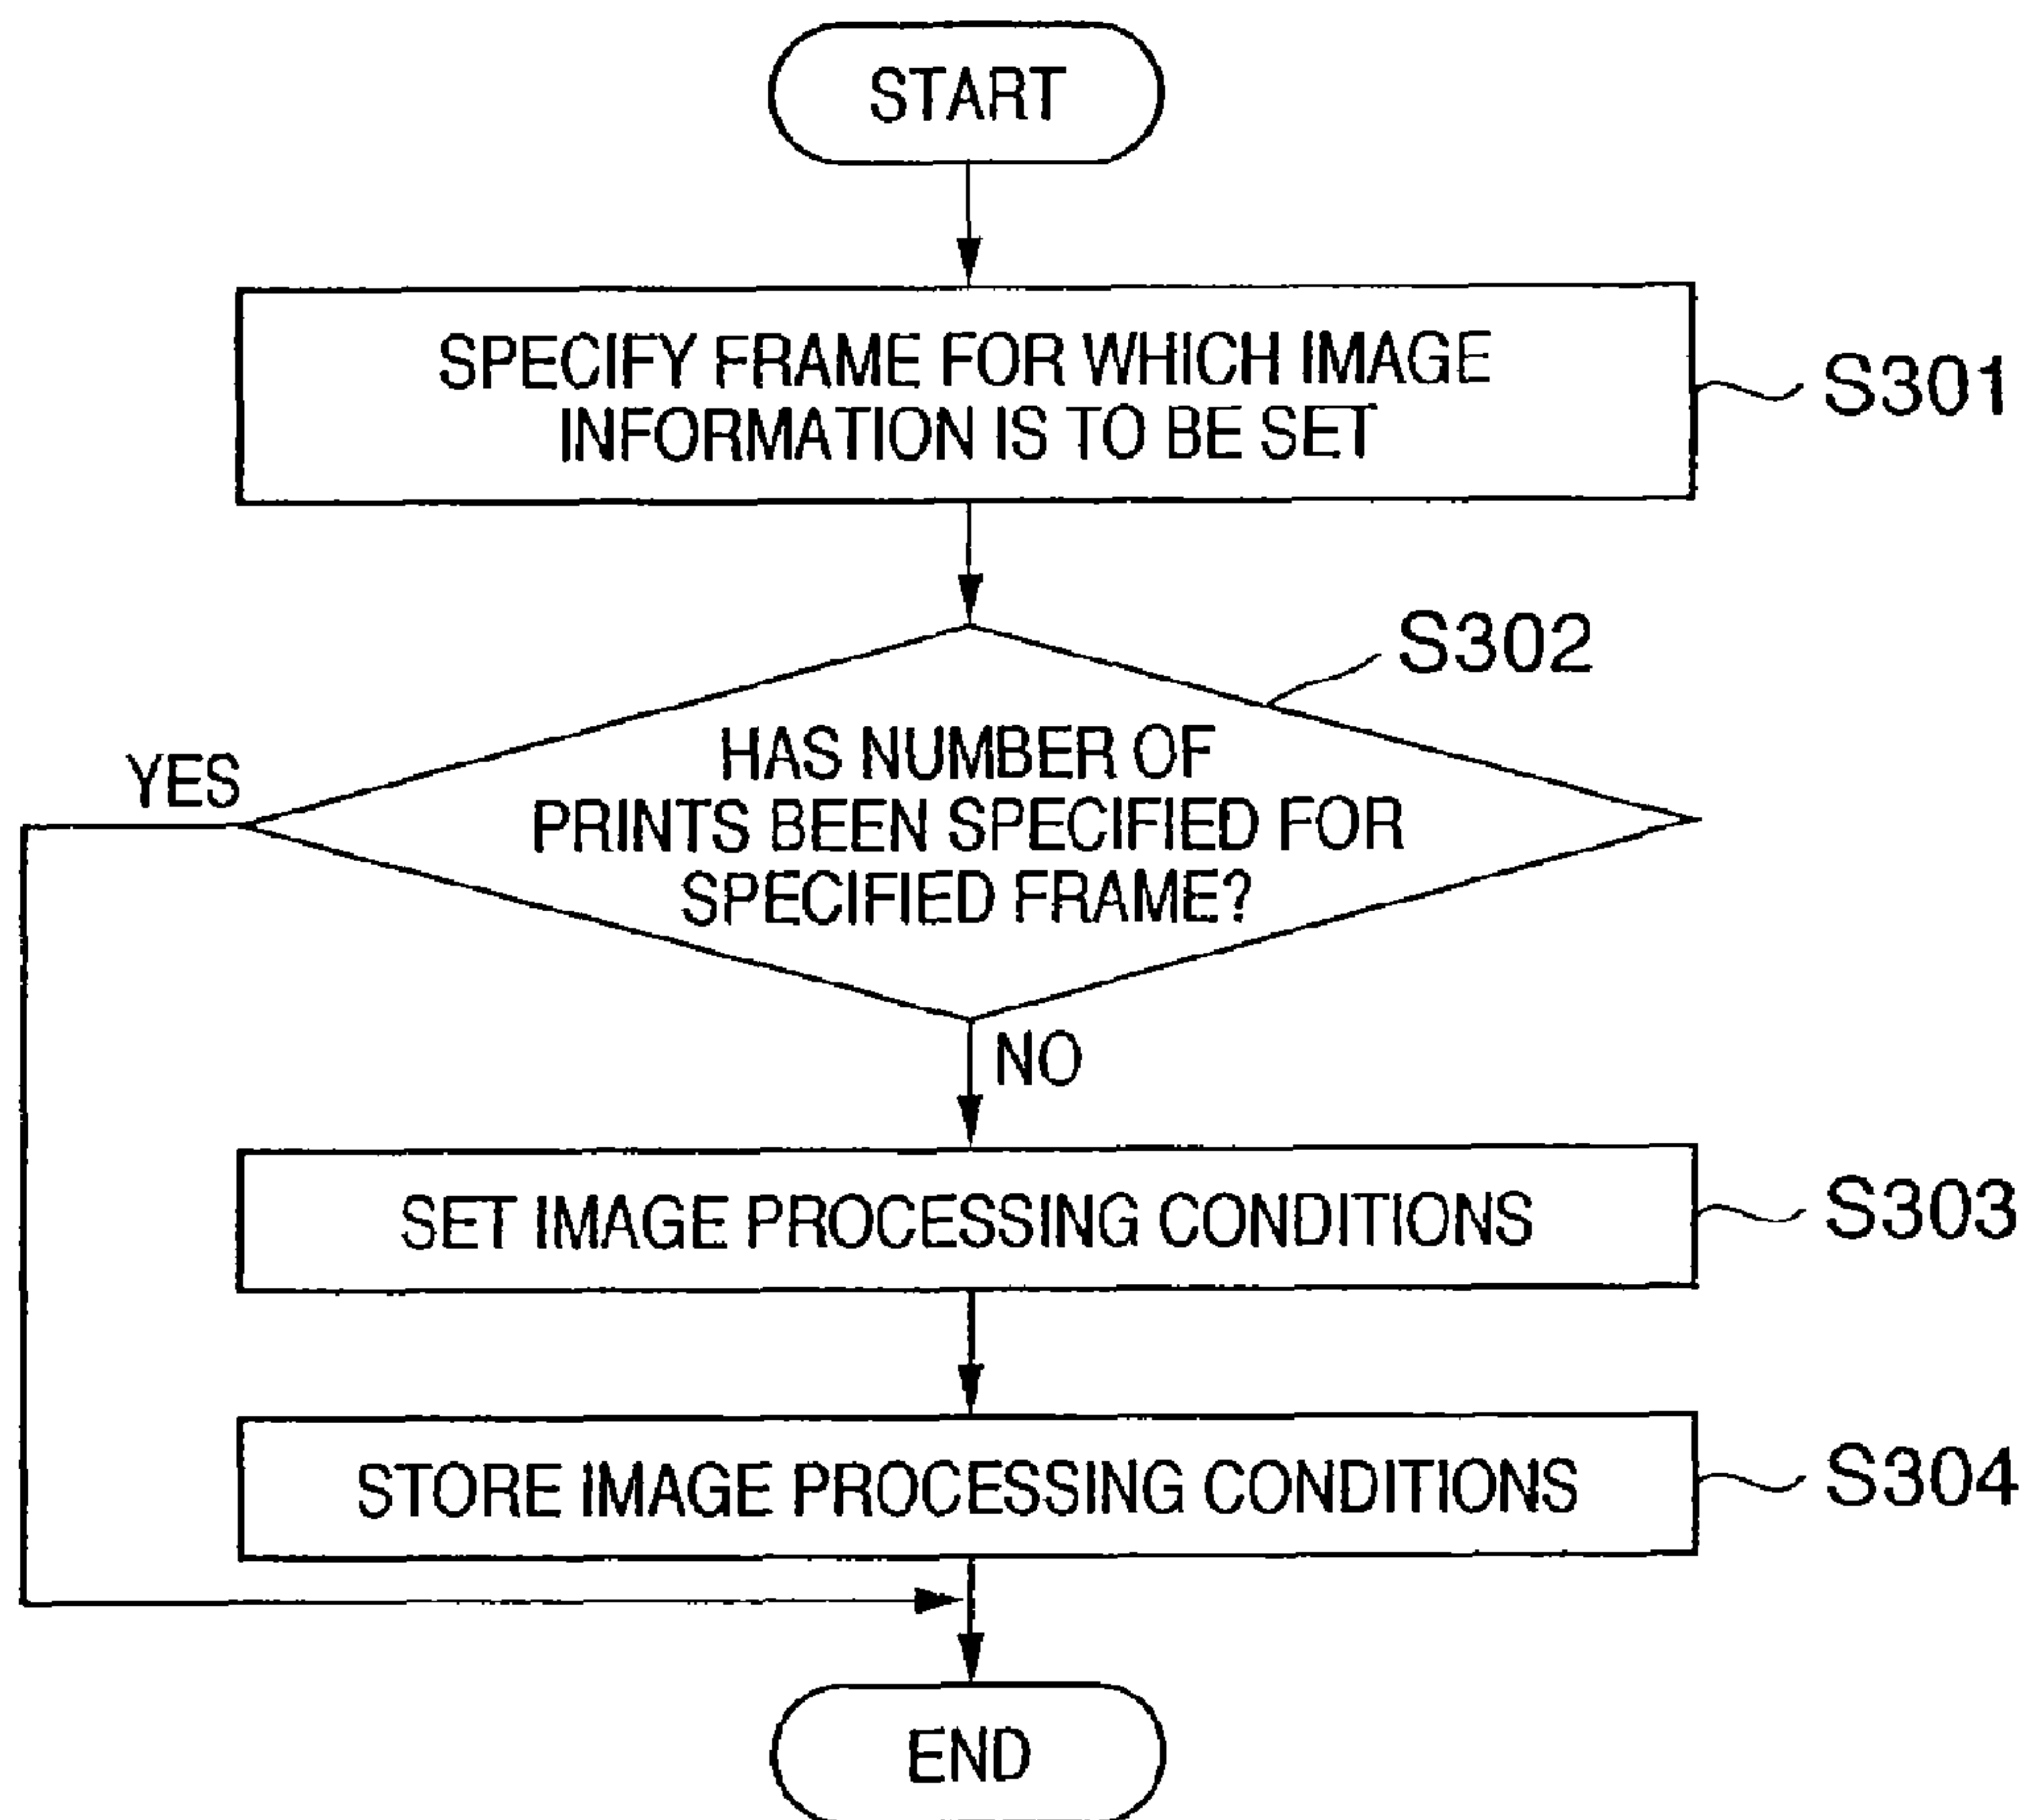 START
SPECIFY FRAME FOR WHICH IMAGE
INFORMATION IS TO BE SET
S301
S302
HAS NUMBER OF
PRINTS BEEN SPECIFIED FOR
SPECIFIED FRAME?
YES
NO
SET IMAGE PROCESSING CONDITIONS
S303
STORE IMAGE PROCESSING CONDITIONS
S304
END